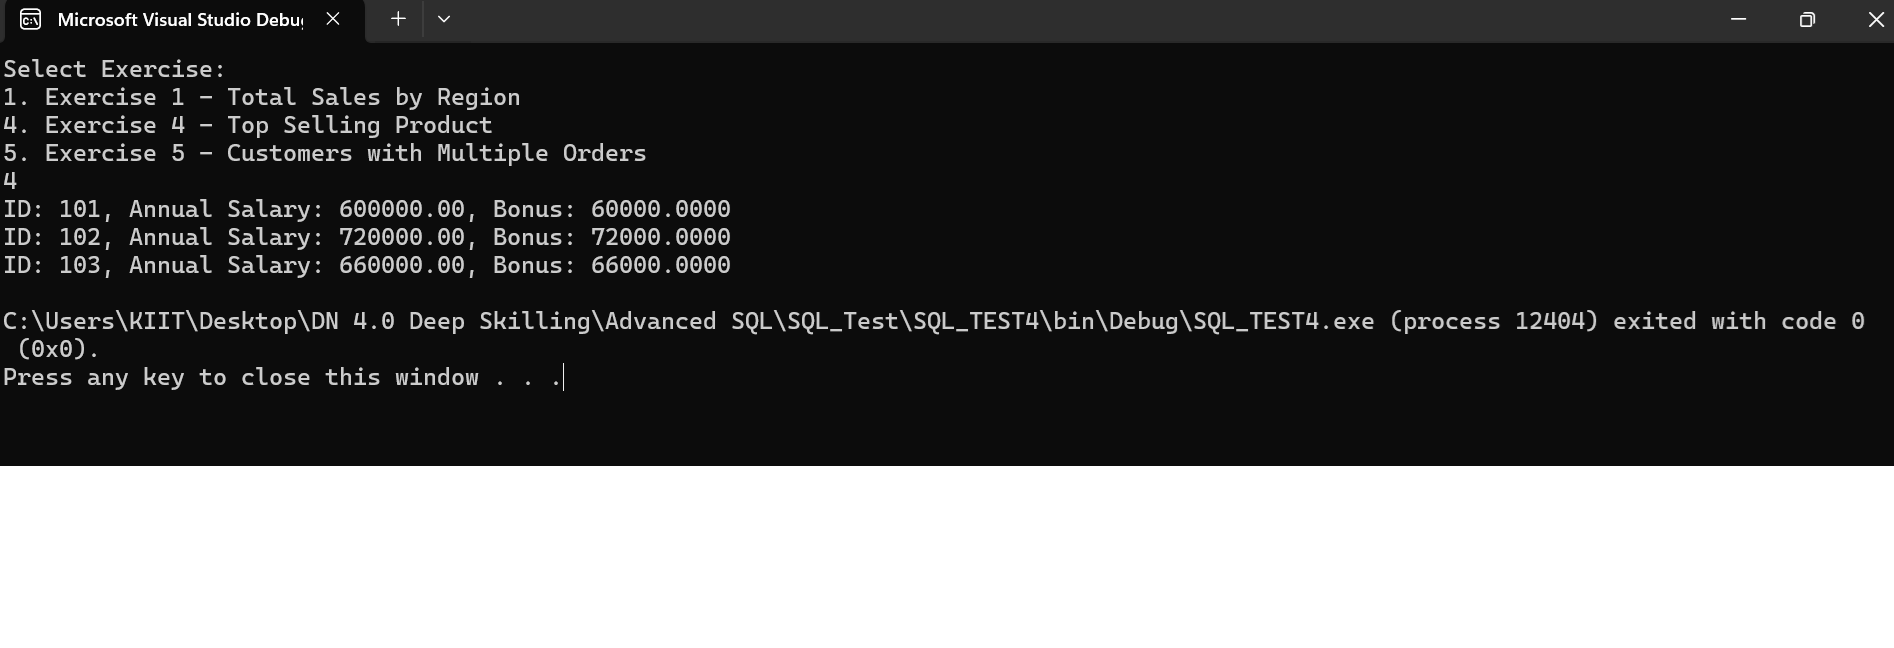 Microsoft Visual Studio Debu
Select Exercise:
1. Exercise 1 - Total Sales by Region
4. Exercise 4 - Top Selling Product
5. Exercise 5 - Customers with Multiple Orders
4
ID: 101, Annual Salary: 600000.00, Bonus: 60000.0000
ID: 102, Annual Salary: 720000.00, Bonus: 72000.0000
ID: 103, Annual Salary: 660000.00, Bonus: 66000.0000
C:\Users\KIIT\Desktop\DN 4.0 Deep Skilling\Advanced SQL\SQL_Test\SQL_TEST4\bin\Debug\SQL_TEST4.exe (process 12404) exited with code 0
(0x0).
Press any key to close this window . . .